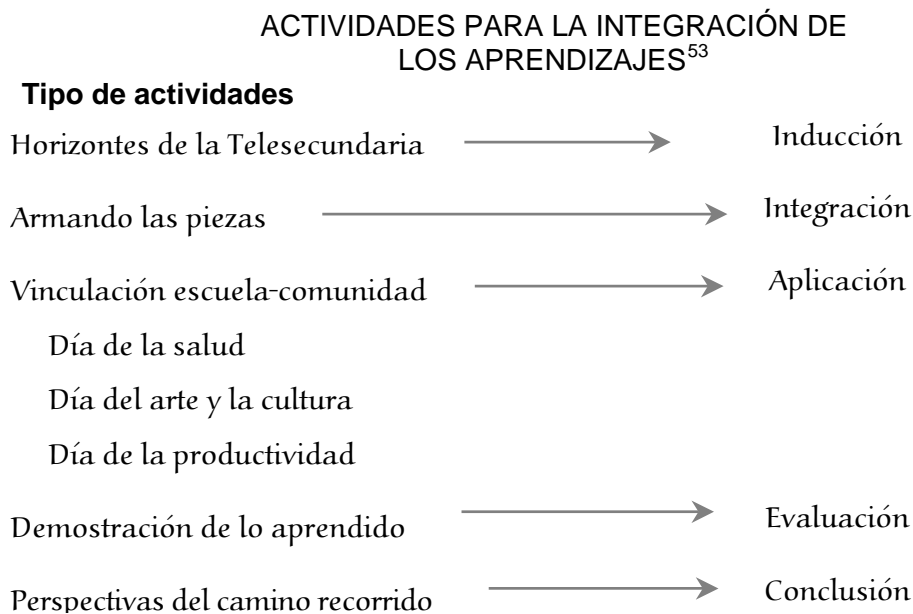 ACTIVIDADES PARA LA INTEGRACIÓN DE
LOS APRENDIZAJES53
Tipo de actividades
Horizontes de la Telesecundaria Inducción
Armando las piezas Integración
Vinculación escuela-comunidad Aplicación
Día de la salud
Día del arte y la cultura
Día de la productividad
Demostración de lo aprendido Evaluación
Perspectivas del camino recorrido Conclusión